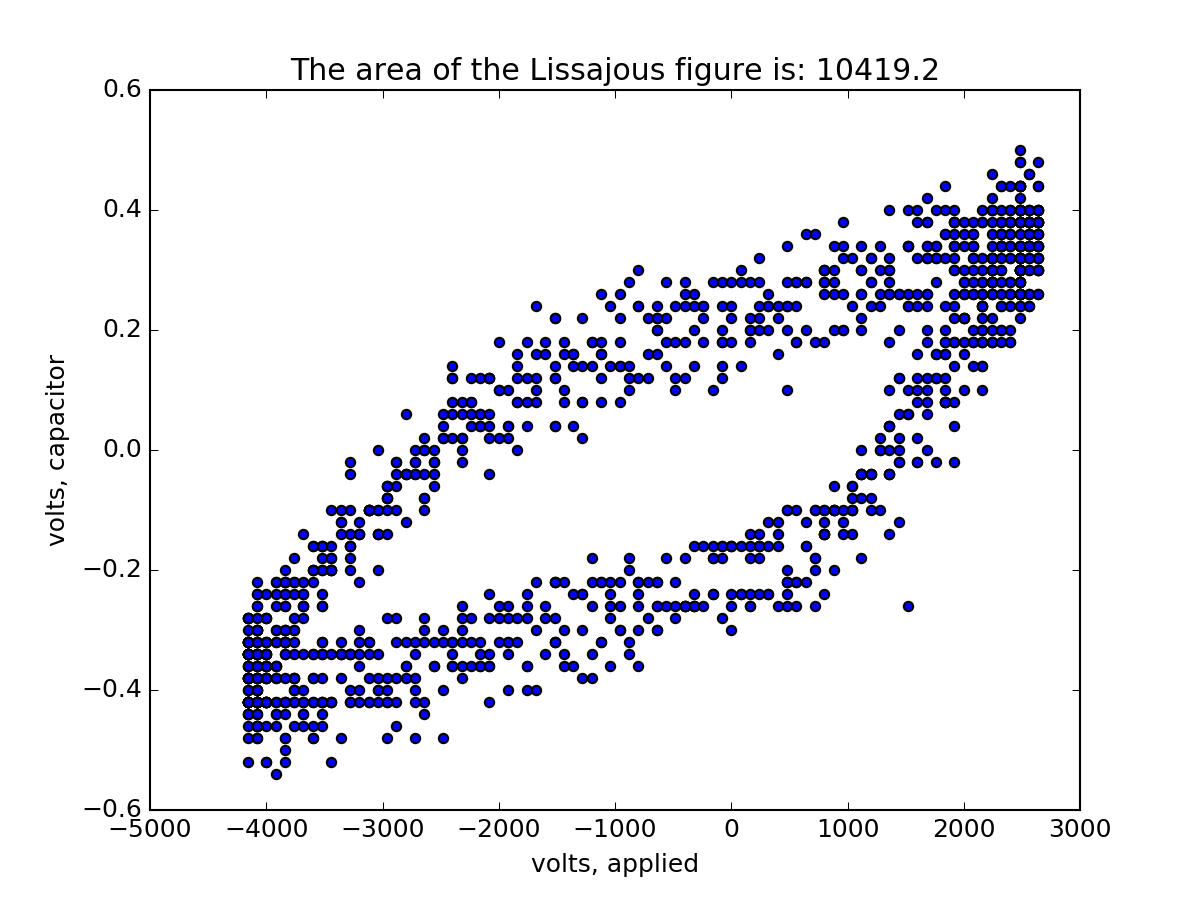 The area of the Lissajous figure is: 10419.2
0.6
0.4
0.2
0.0
−0.2
−0.4
−0.6
volts, capacitor
−5000 −4000 −3000 −2000 −1000 0 1000 2000 3000
volts, applied